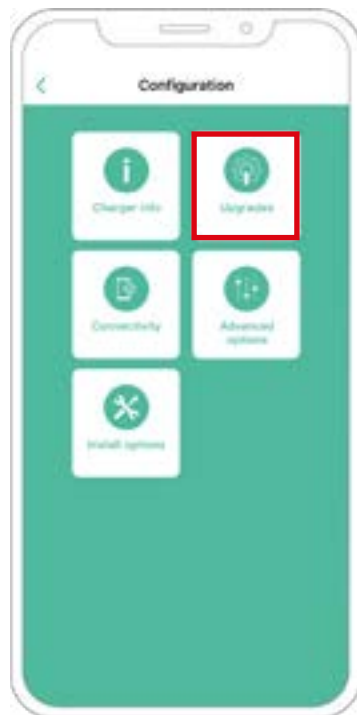 Configuration
Charger info
Upgrades
Connectivity
Advanced
options
Install options